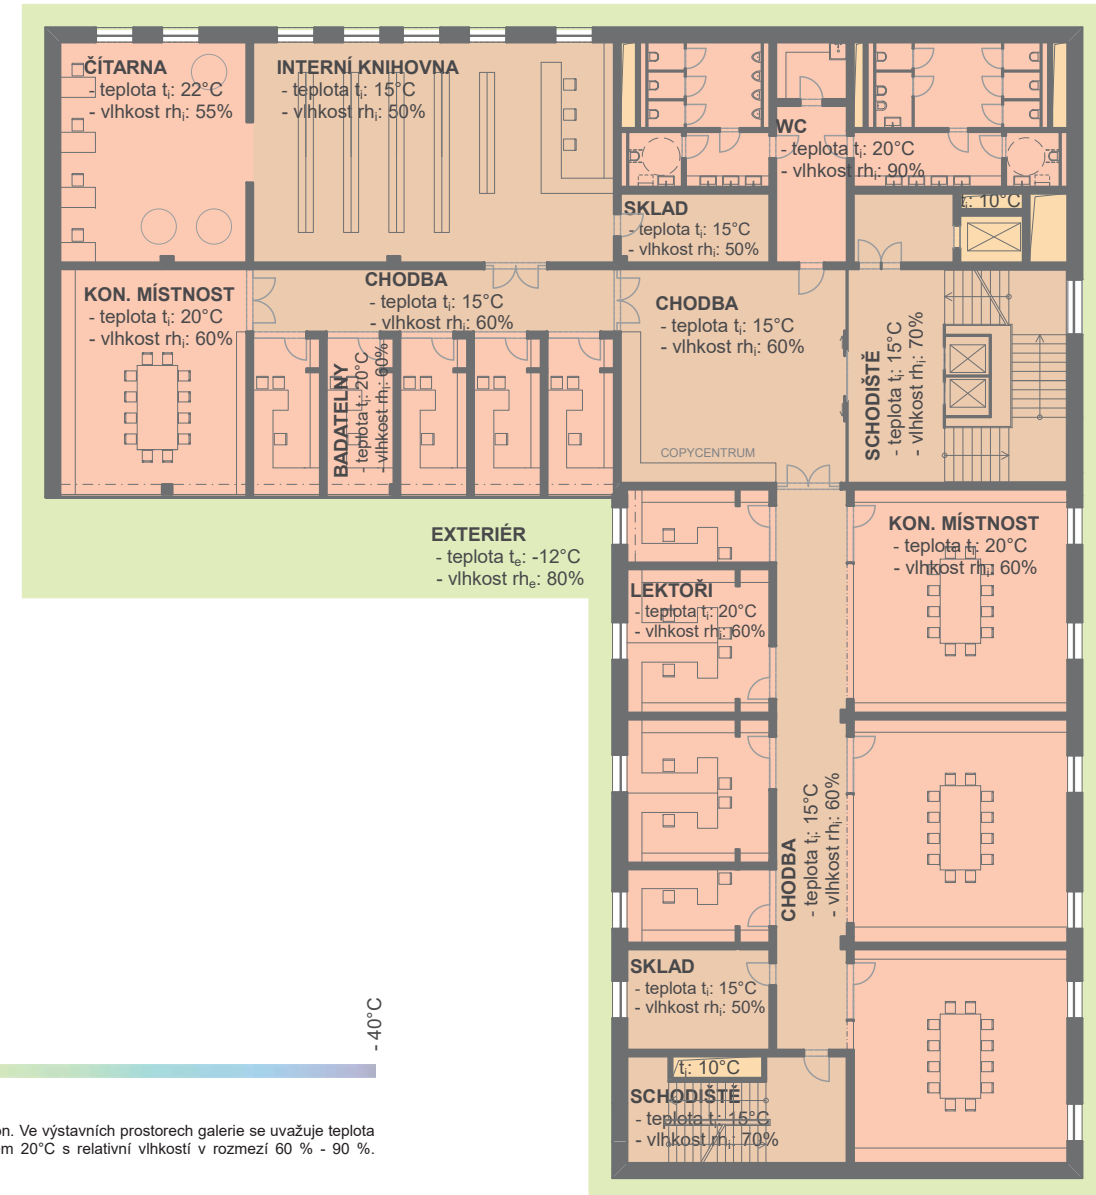 ČÍTARNA
- teplota tᵢ: 22°C
- vlhkost rhᵢ: 55%
INTERNÍ KNIHOVNA
- teplota tᵢ: 15°C
- vlhkost rhᵢ: 50%
WC
- teplota tᵢ: 20°C
- vlhkost rhᵢ: 90%
SKLAD
- teplota tᵢ: 15°C
- vlhkost rhᵢ: 50%
tᵢ: 10°C
KON. MÍSTNOST
- teplota tᵢ: 20°C
- vlhkost rhᵢ: 60%
CHODBA
- teplota tᵢ: 15°C
- vlhkost rhᵢ: 60%
CHODBA
- teplota tᵢ: 15°C
- vlhkost rhᵢ: 60%
SCHODIŠTĚ
- teplota tᵢ: 15°C
- vlhkost rhᵢ: 70%
BADATELNY
- teplota tᵢ: 20°C
- vlhkost rhᵢ: 60%
COPYCENTRUM
EXTERIÉR
- teplota tₑ: -12°C
- vlhkost rhₑ: 80%
KON. MÍSTNOST
- teplota tᵢ: 20°C
- vlhkost rhᵢ: 60%
LEKTOŘI
- teplota tᵢ: 20°C
- vlhkost rhᵢ: 60%
CHODBA
- teplota tᵢ: 15°C
- vlhkost rhᵢ: 60%
SKLAD
- teplota tᵢ: 15°C
- vlhkost rhᵢ: 50%
tᵢ: 10°C
SCHODIŠTĚ
- teplota tᵢ: 15°C
- vlhkost rhᵢ: 70%
- 40°C
on. Ve výstavních prostorech galerie se uvažuje teplota
m 20°C s relativní vlhkostí v rozmezí 60 % - 90 %.